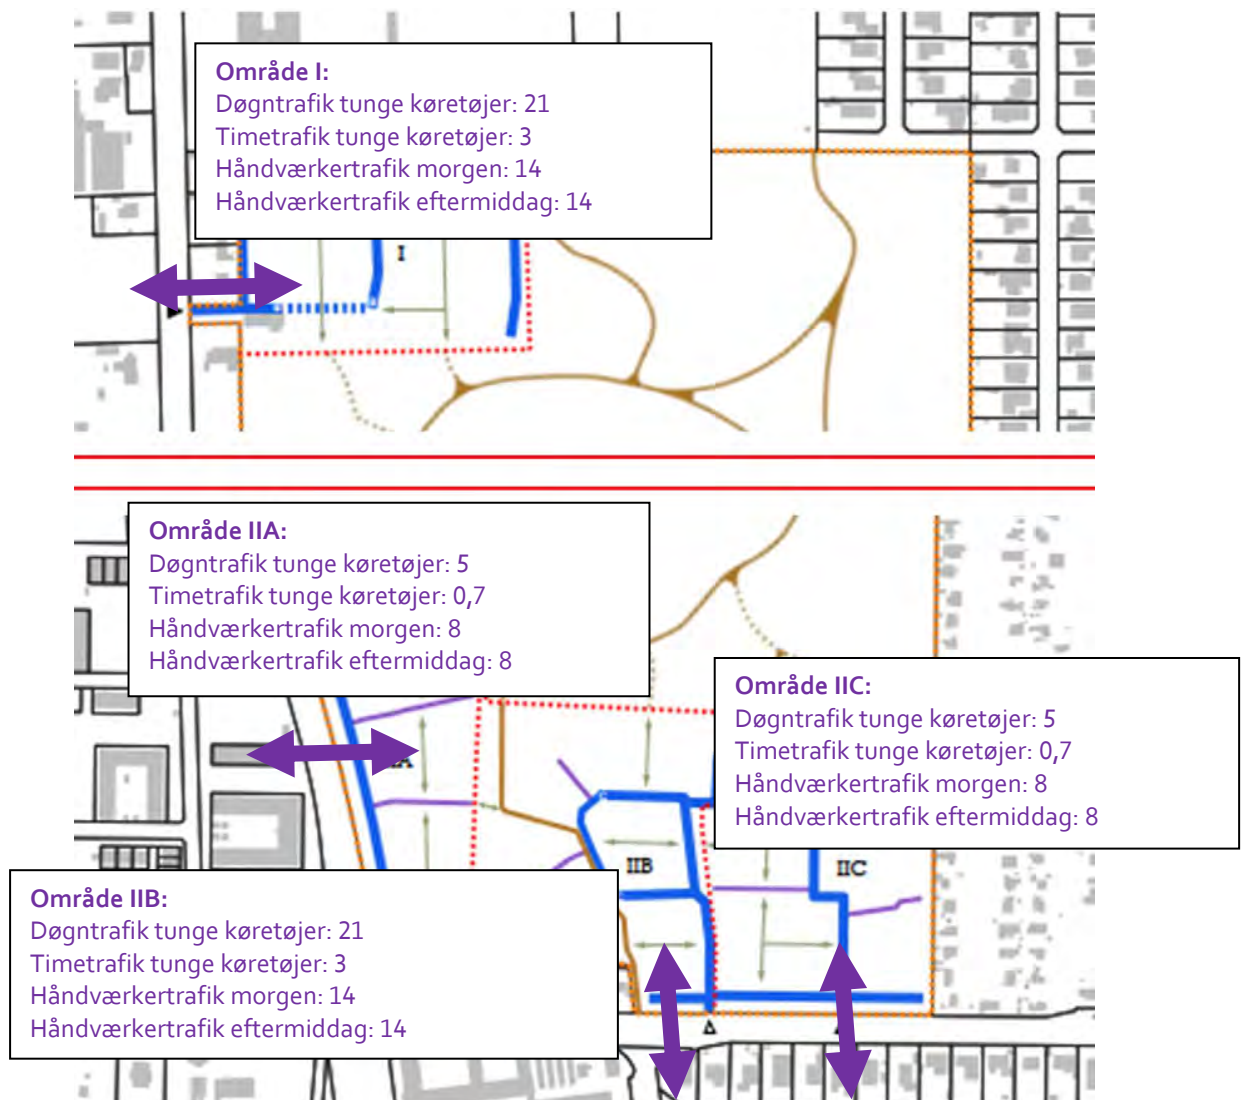 Område I:
Døgntrafik tunge køretøjer: 21
Timetrafik tunge køretøjer: 3
Håndværkertrafik morgen: 14
Håndværkertrafik eftermiddag: 14
I
Område IIA:
Døgntrafik tunge køretøjer: 5
Timetrafik tunge køretøjer: 0,7
Håndværkertrafik morgen: 8
Håndværkertrafik eftermiddag: 8
Område IIC:
Døgntrafik tunge køretøjer: 5
Timetrafik tunge køretøjer: 0,7
Håndværkertrafik morgen: 8
Håndværkertrafik eftermiddag: 8
IIB
IIC
Område IIB:
Døgntrafik tunge køretøjer: 21
Timetrafik tunge køretøjer: 3
Håndværkertrafik morgen: 14
Håndværkertrafik eftermiddag: 14